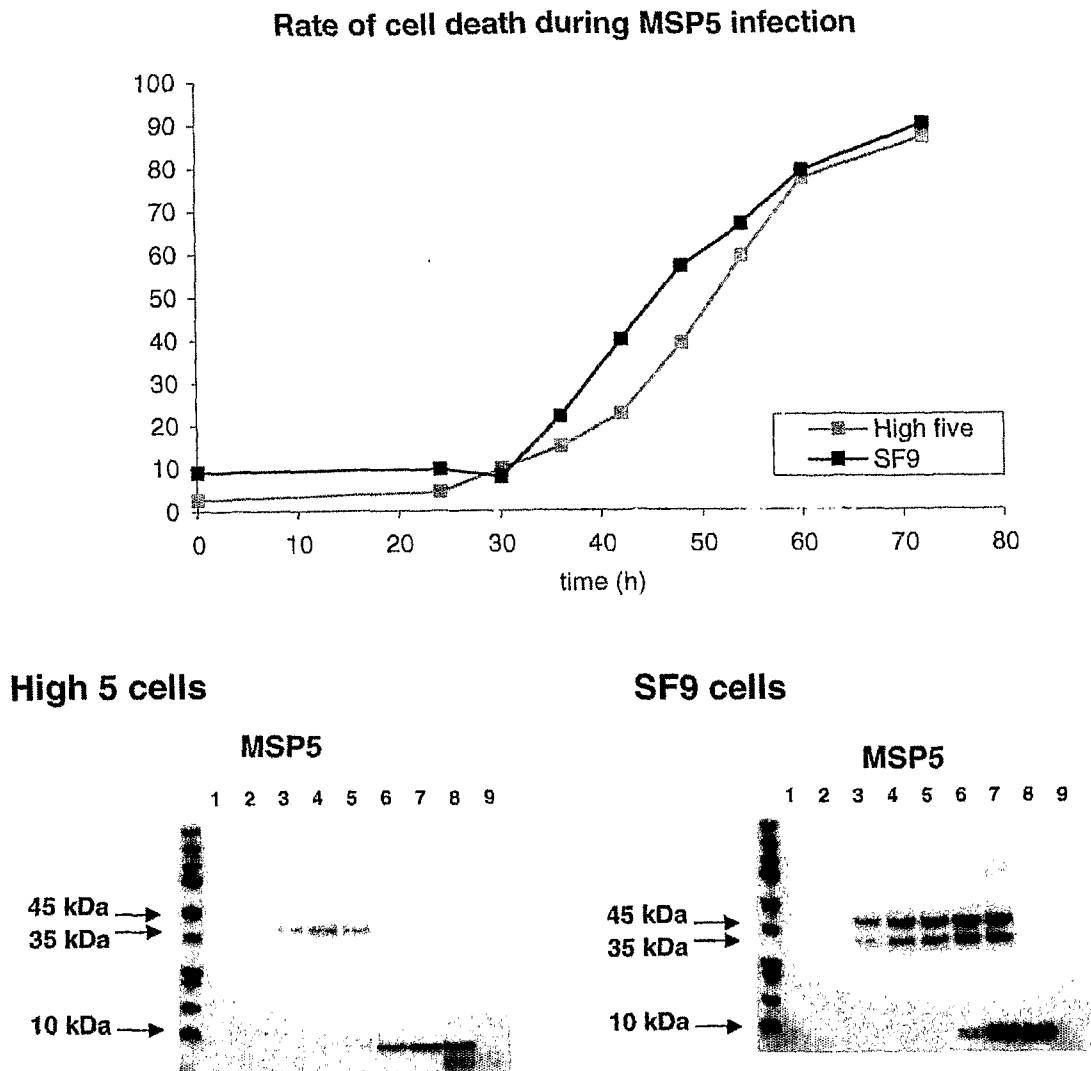 Rate of cell death during MSP5 infection
100
90
80
70
60
50
40
30
20
10
0
High five
SF9
0 10 20 30 40 50 60 70 80
time (h)
High 5 cells
SF9 cells
MSP5
MSP5
1 2 3 4 5 6 7 8 9
1 2 3 4 5 6 7 8 9
45 kDa
35 kDa
10 kDa
45 kDa
35 kDa
10 kDa